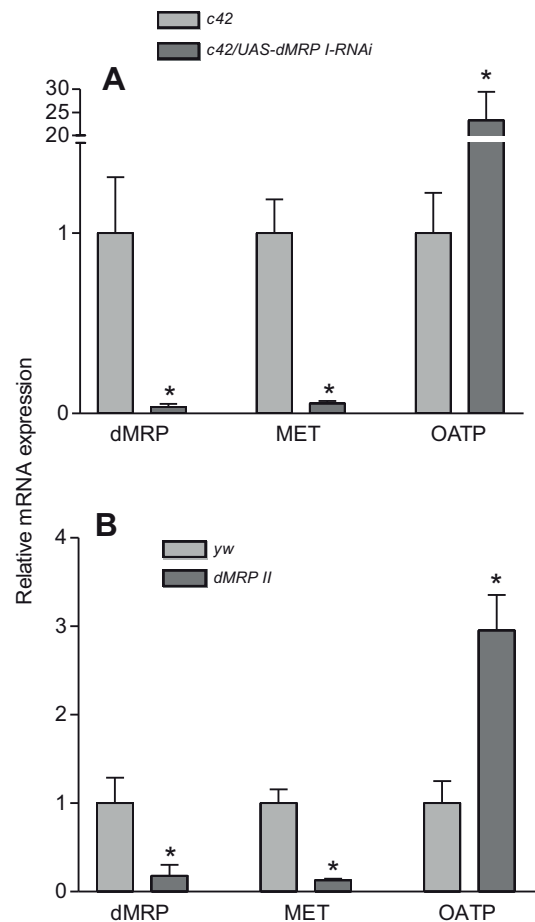 c42
c42/UAS-dMRP I-RNAi
A
30
25
20
1
0
*
*
*
dMRP MET OATP
Relative mRNA expression
B
yw
dMRP II
4
3
2
1
0
*
*
*
dMRP MET OATP